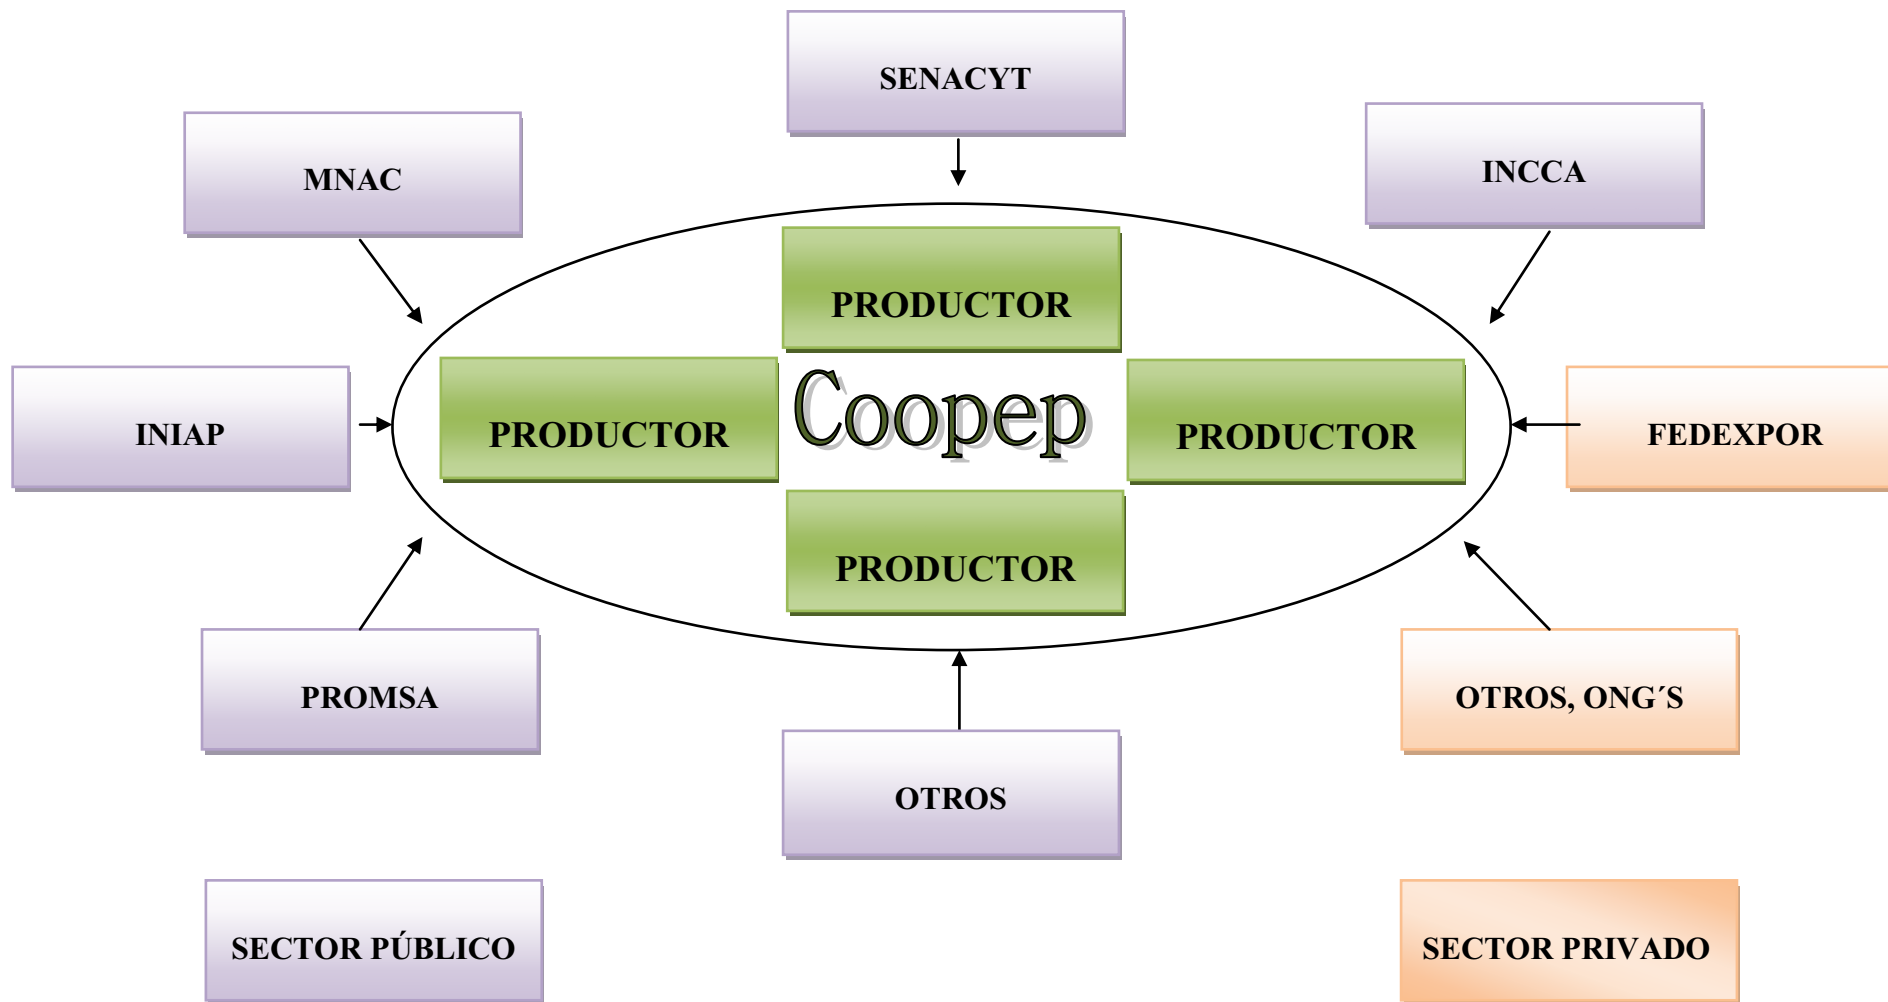 SENACYT
MNAC
INCCA
PRODUCTOR
INIAP
PRODUCTOR
Coopep
PRODUCTOR
FEDEXPOR
PRODUCTOR
PROMSA
OTROS, ONG´S
OTROS
SECTOR PÚBLICO
SECTOR PRIVADO